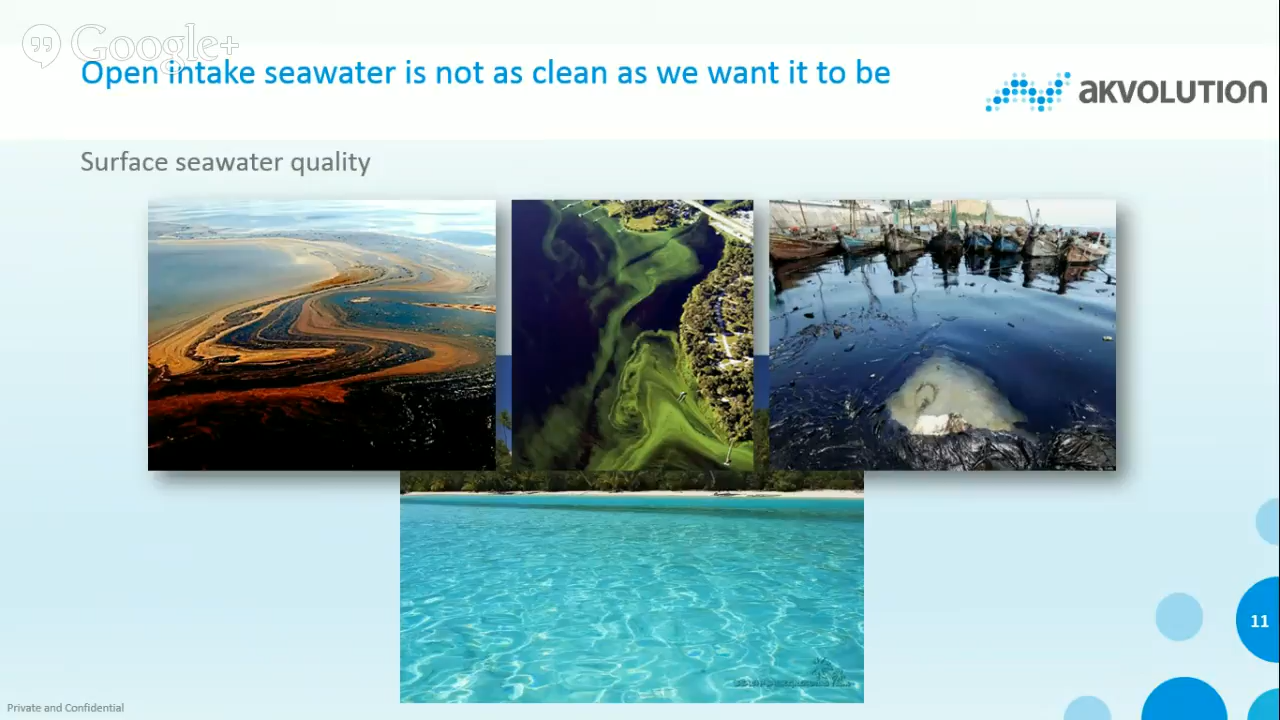 Google+
Open intake seawater is not as clean as we want it to be
AKVOLUTION
Surface seawater quality
11
Private and Confidential